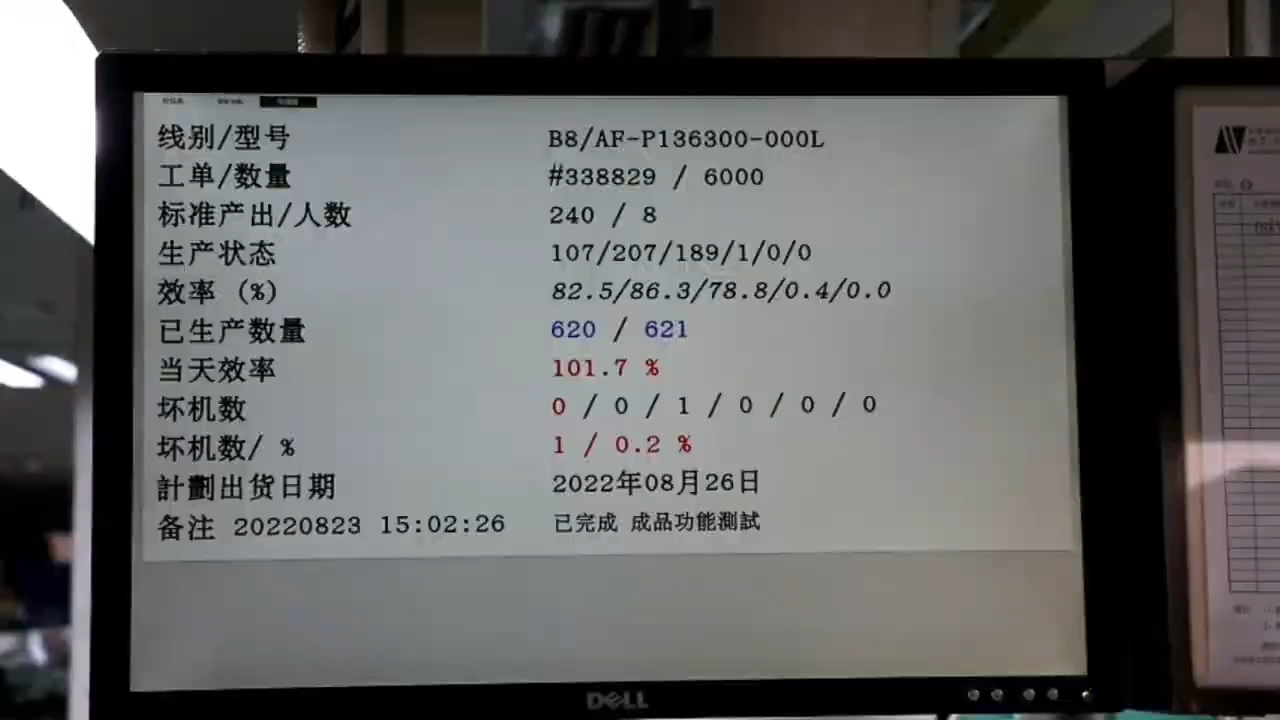 线别/型号 B8/AF-P136300-000L
工单/数量 #338829 / 6000
标准产出/人数 240 / 8
生产状态 107/207/189/1/0/0
效率 (%) 82.5/86.3/78.8/0.4/0.0
已生产数量 620 / 621
当天效率 101.7 %
坏机数 0 / 0 / 1 / 0 / 0 / 0
坏机数/ % 1 / 0.2 %
計劃出货日期 2022年08月26日
备注 20220823 15:02:26 已完成 成品功能測試
DELL